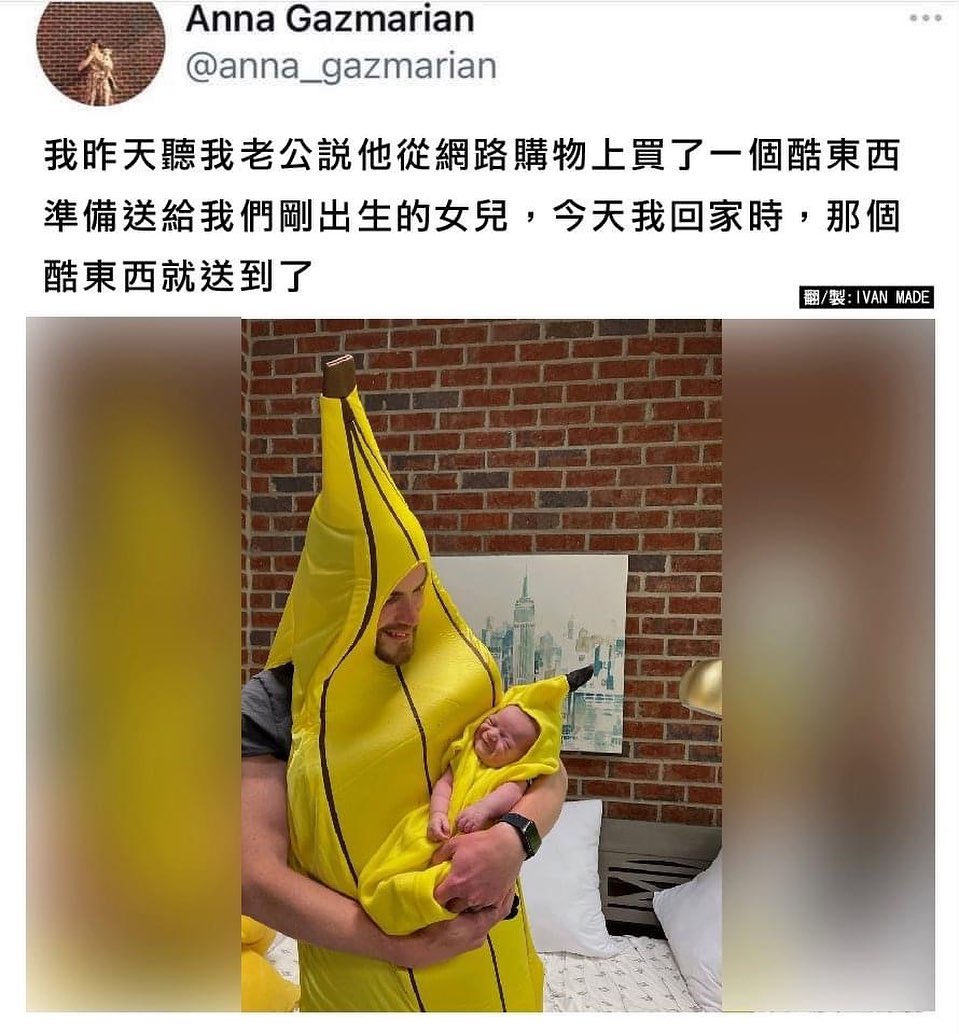 Anna Gazmarian
@anna_gazmarian
我昨天聽我老公說他從網路購物上買了一個酷東西
準備送給我們剛出生的女兒，今天我回家時，那個
酷東西就送到了
翻/製:IVAN MADE